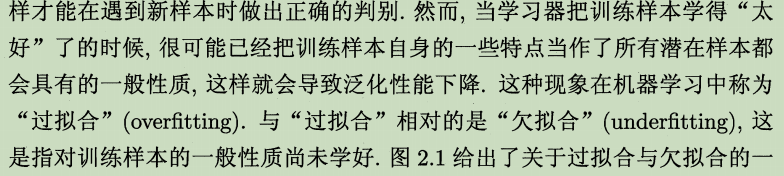 样才能在遇到新样本时做出正确的判别. 然而, 当学习器把训练样本学得“太
好”了的时候, 很可能已经把训练样本自身的一些特点当作了所有潜在样本都
会具有的一般性质, 这样就会导致泛化性能下降. 这种现象在机器学习中称为
“过拟合” (overfitting). 与“过拟合”相对的是“欠拟合” (underfitting), 这
是指对训练样本的一般性质尚未学好. 图 2.1 给出了关于过拟合与欠拟合的一